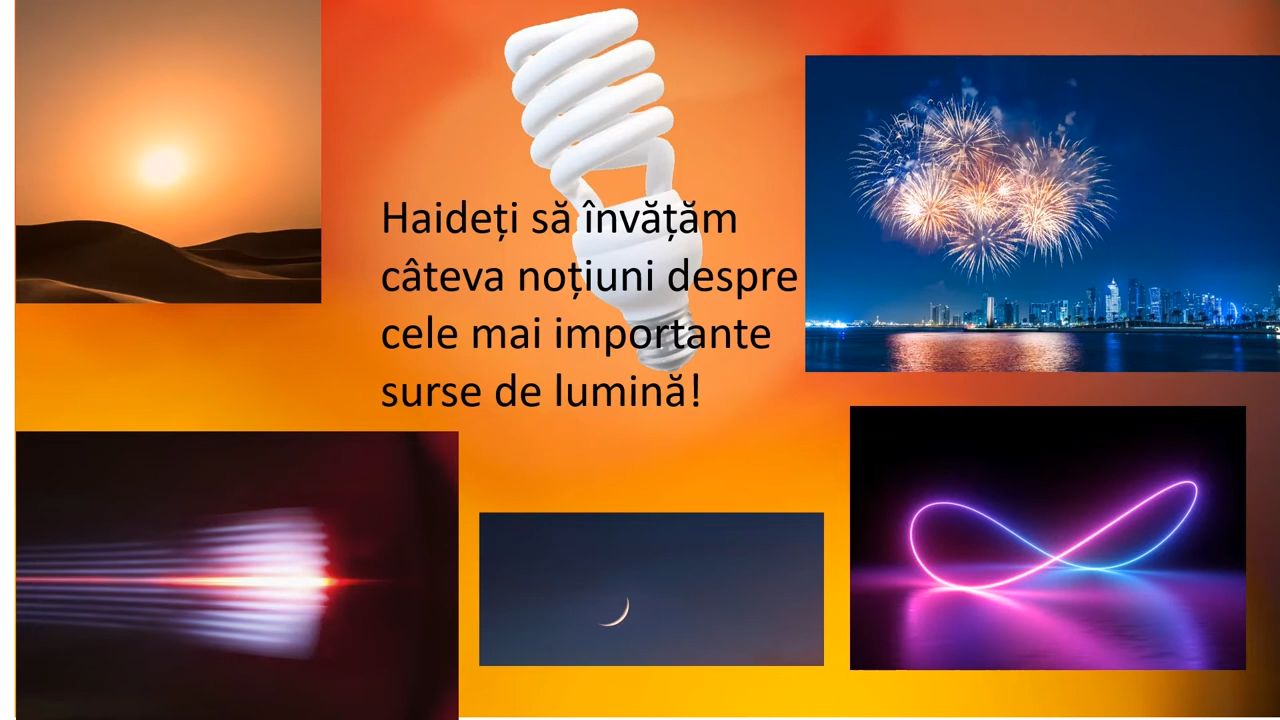 Haideți să învățăm
câteva noțiuni despre
cele mai importante
surse de lumină!